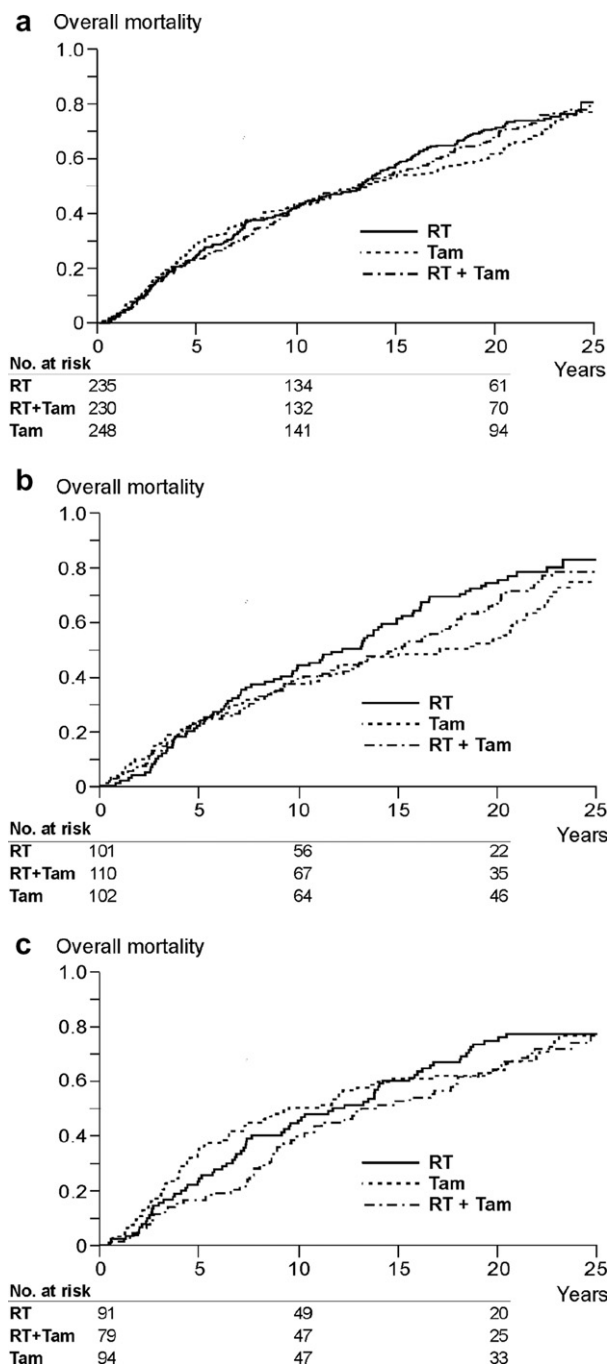 a Overall mortality
1.0
0.8
0.6
0.4
0.2
0
RT
Tam
RT + Tam
0 5 10 15 20 25
Years
No. at risk
RT 235 134 61
RT+Tam 230 132 70
Tam 248 141 94
b Overall mortality
1.0
0.8
0.6
0.4
0.2
0
RT
Tam
RT + Tam
0 5 10 15 20 25
Years
No. at risk
RT 101 56 22
RT+Tam 110 67 35
Tam 102 64 46
c Overall mortality
1.0
0.8
0.6
0.4
0.2
0
RT
Tam
RT + Tam
0 5 10 15 20 25
Years
No. at risk
RT 91 49 20
RT+Tam 79 47 25
Tam 94 47 33